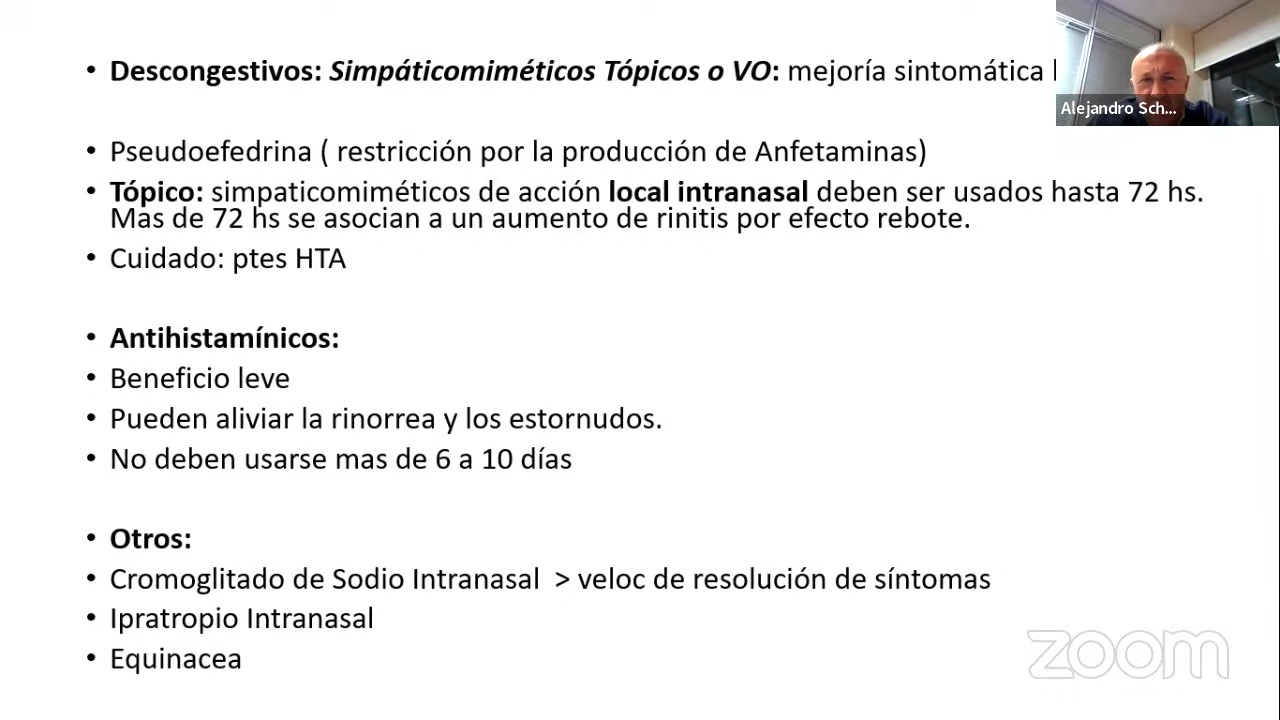 • Descongestivos: Simpáticomiméticos Tópicos o VO: mejoría sintomática
Alejandro Sch...
• Pseudoefedrina ( restricción por la producción de Anfetaminas)
• Tópico: simpaticomiméticos de acción local intranasal deben ser usados hasta 72 hs.
Mas de 72 hs se asocian a un aumento de rinitis por efecto rebote.
• Cuidado: ptes HTA
• Antihistamínicos:
• Beneficio leve
• Pueden aliviar la rinorrea y los estornudos.
• No deben usarse mas de 6 a 10 días
• Otros:
• Cromoglitado de Sodio Intranasal > veloc de resolución de síntomas
• Ipratropio Intranasal
• Equinacea
zoom